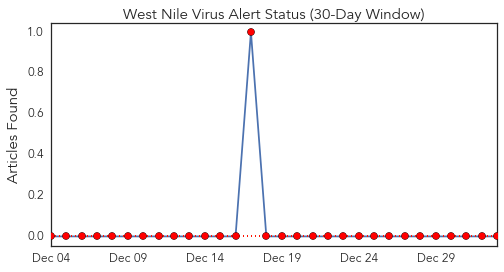 West Nile Virus Alert Status (30-Day Window)
Articles Found
1.0
0.8
0.6
0.4
0.2
0.0
Dec 04 Dec 09 Dec 14 Dec 19 Dec 24 Dec 29